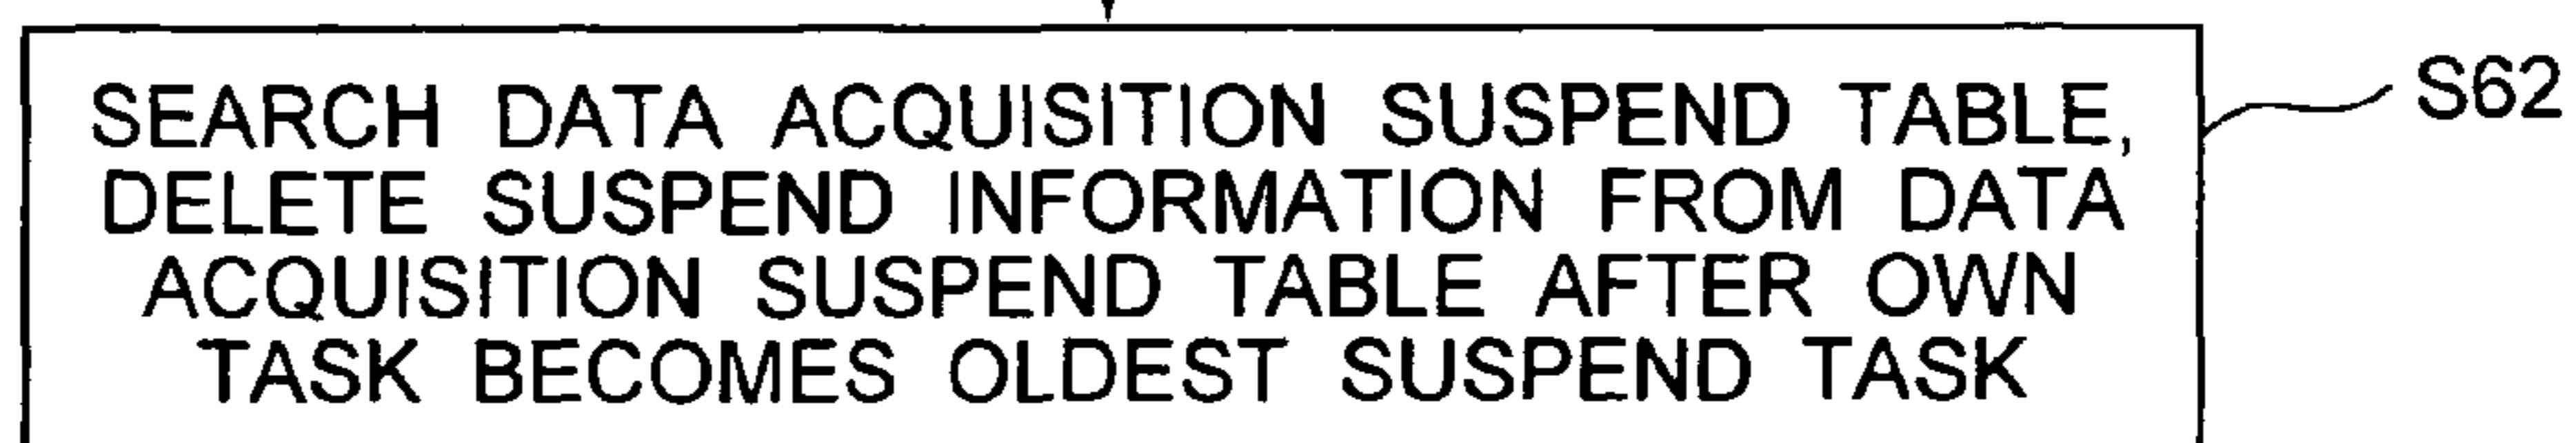 SEARCH DATA ACQUISITION SUSPEND TABLE,
DELETE SUSPEND INFORMATION FROM DATA
ACQUISITION SUSPEND TABLE AFTER OWN
TASK BECOMES OLDEST SUSPEND TASK
S62